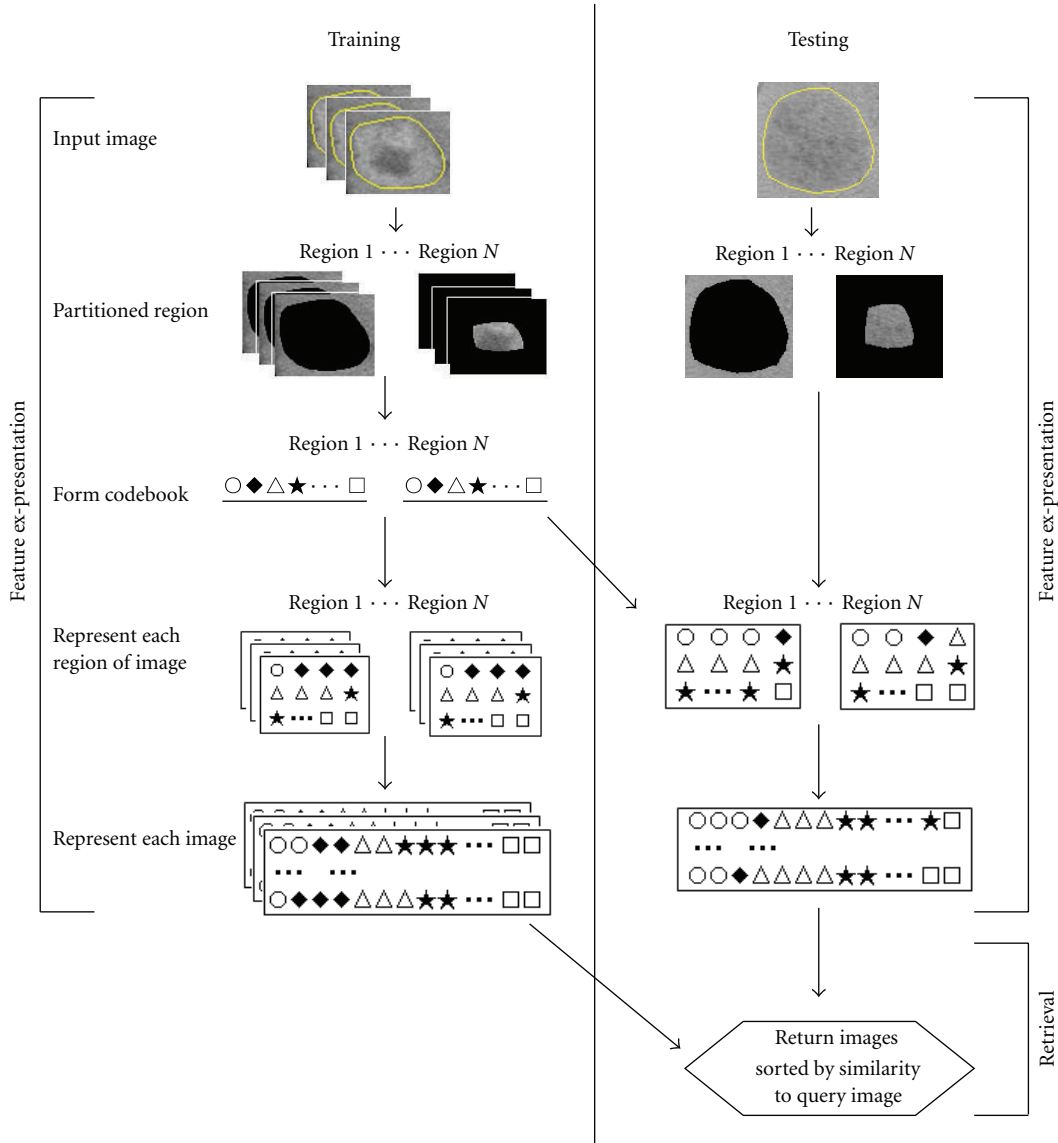 Training
Testing
Input image
Region 1 · · · Region N
Region 1 · · · Region N
Partitioned region
Region 1 · · · Region N
Form codebook
· · ·
· · ·
Region 1 · · · Region N
Region 1 · · · Region N
Represent each
region of image
Represent each image
Feature ex-presentation
Feature ex-presentation
Return images
sorted by similarity
to query image
Retrieval